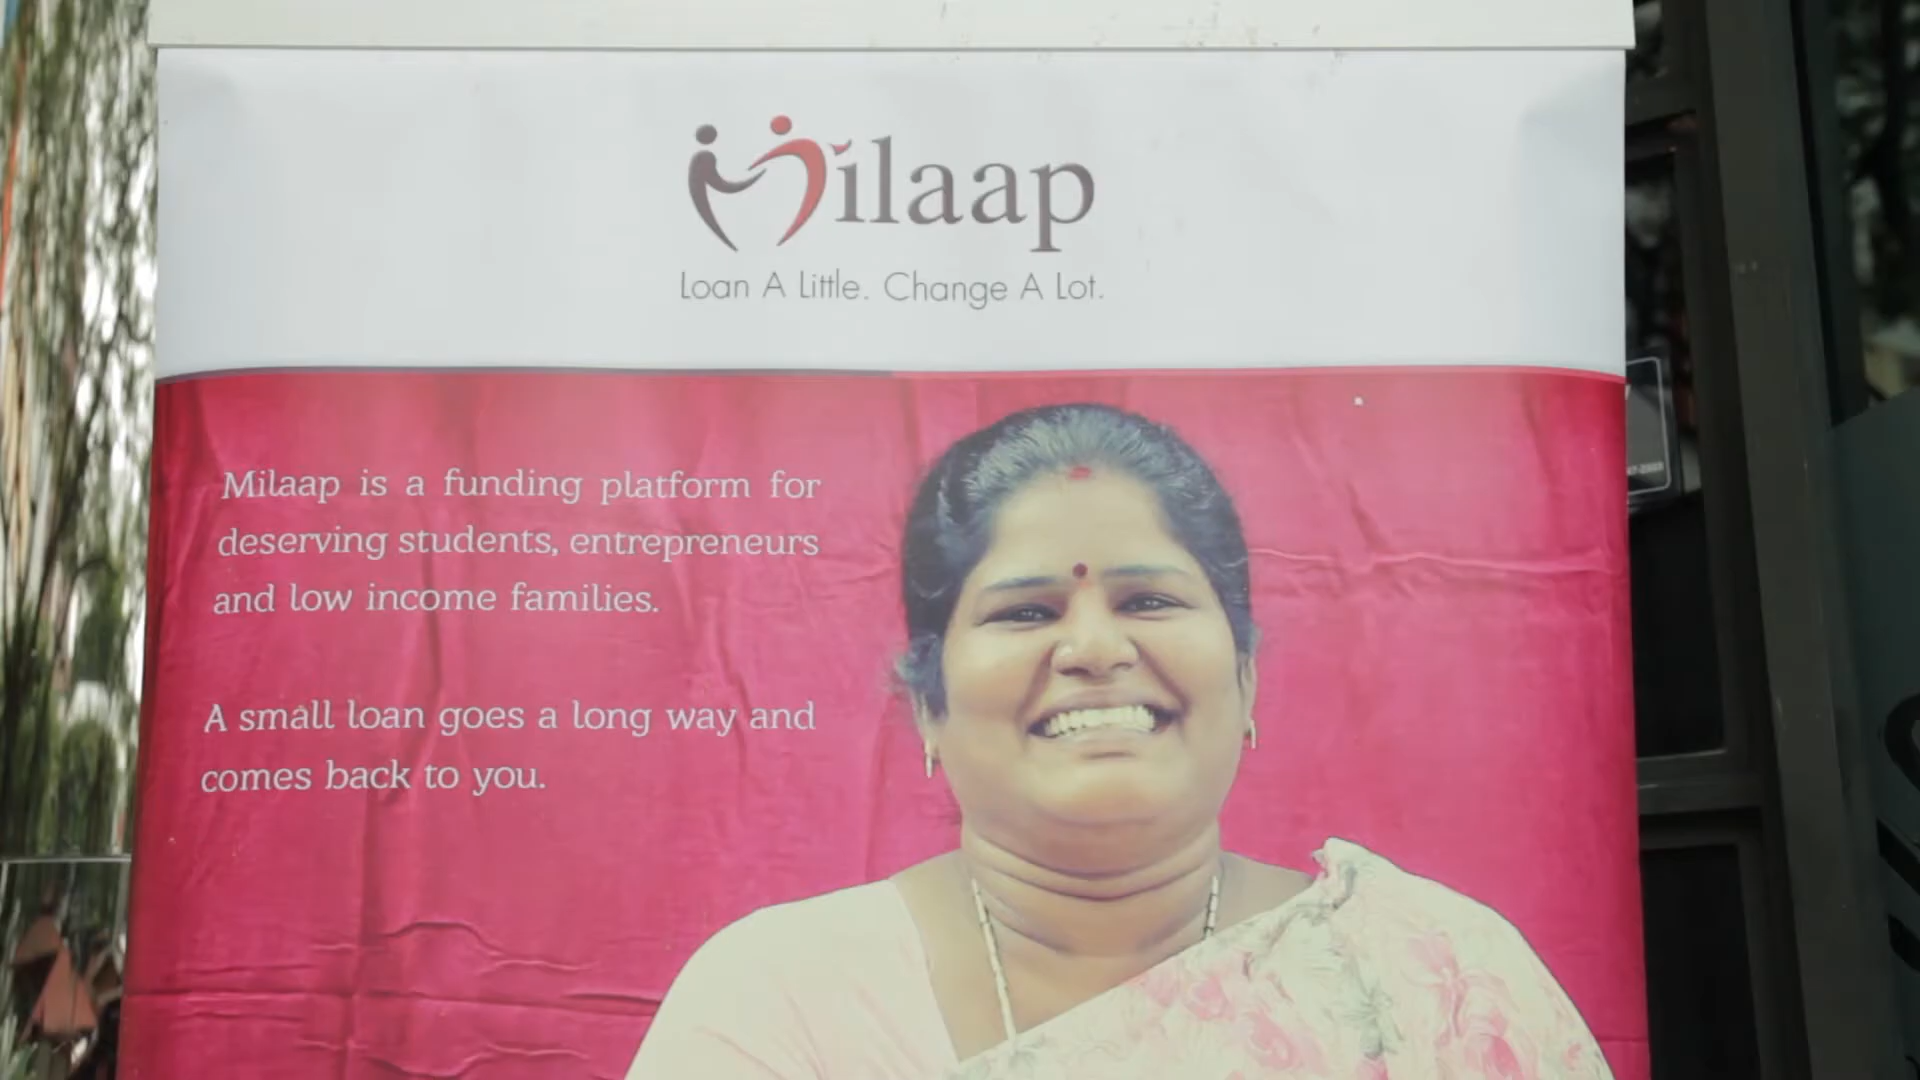 Milaap
Loan A Little. Change A Lot.
Milaap is a funding platform for
deserving students, entrepreneurs
and low income families.
A small loan goes a long way and
comes back to you.